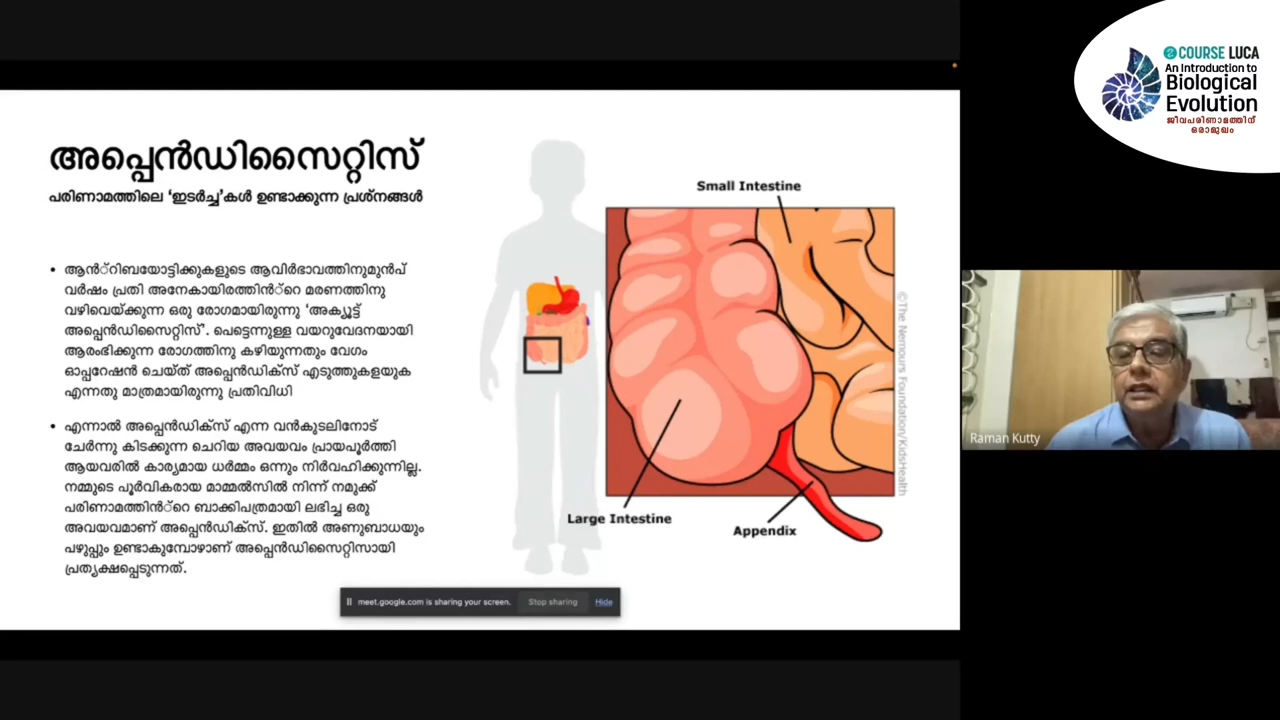 അപ്പെൻഡിസൈറ്റിസ്
പരിണാമത്തിലെ ‘ഇടർച്ച’കൾ ഉണ്ടാക്കുന്ന പ്രശ്നങ്ങൾ
• ആൻ്റിബയോട്ടിക്കുകളുടെ ആവിർഭാവത്തിനുമുൻപ്
വർഷം പ്രതി അനേകായിരത്തിൻ്റെ മരണത്തിനു
വഴിവെയ്ക്കുന്ന ഒരു രോഗമായിരുന്നു ‘അക്യൂട്ട്
അപ്പെൻഡിസൈറ്റിസ്’. പെട്ടെന്നുള്ള വയറുവേദനയായി
ആരംഭിക്കുന്ന രോഗത്തിനു കഴിയുന്നതും വേഗം
ഓപ്പറേഷൻ ചെയ്ത് അപ്പെൻഡിക്സ് എടുത്തുകളയുക
എന്നതു മാത്രമായിരുന്നു പ്രതിവിധി
• എന്നാൽ അപ്പെൻഡിക്സ് എന്ന വൻകുടലിനോട്
ചേർന്നു കിടക്കുന്ന ചെറിയ അവയവം പ്രായപൂർത്തി
ആയവരിൽ കാര്യമായ ധർമ്മം ഒന്നും നിർവഹിക്കുന്നില്ല.
നമ്മുടെ പൂർവികരായ മാമ്മൽസിൽ നിന്ന് നമുക്ക്
പരിണാമത്തിൻ്റെ ബാക്കിപത്രമായി ലഭിച്ച ഒരു
അവയവമാണ് അപ്പെൻഡിക്സ്. ഇതിൽ അണുബാധയും
പഴുപ്പും ഉണ്ടാകുമ്പോഴാണ് അപ്പെൻഡിസൈറ്റിസായി
പ്രത്യക്ഷപ്പെടുന്നത്.
Small Intestine
Large Intestine
Appendix
©The Nemours Foundation/KidsHealth
meet.google.com is sharing your screen. Stop sharing Hide
COURSE LUCA
An Introduction to
Biological
Evolution
ജീവപരിണാമത്തിന്
ഒരാമുഖം
Raman Kutty